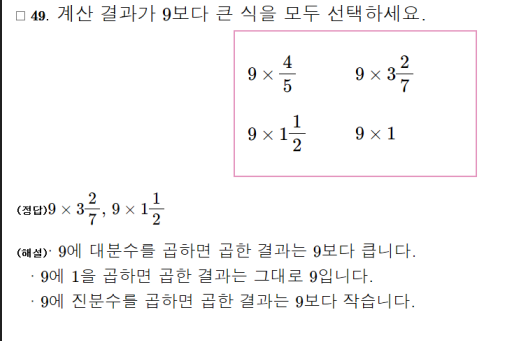 □ 49. 계산 결과가 9보다 큰 식을 모두 선택하세요.
9 × 4/5 9 × 3 2/7
9 × 1 1/2 9 × 1
(정답) 9 × 3 2/7, 9 × 1 1/2
(해설)· 9에 대분수를 곱하면 곱한 결과는 9보다 큽니다.
· 9에 1을 곱하면 곱한 결과는 그대로 9입니다.
· 9에 진분수를 곱하면 곱한 결과는 9보다 작습니다.